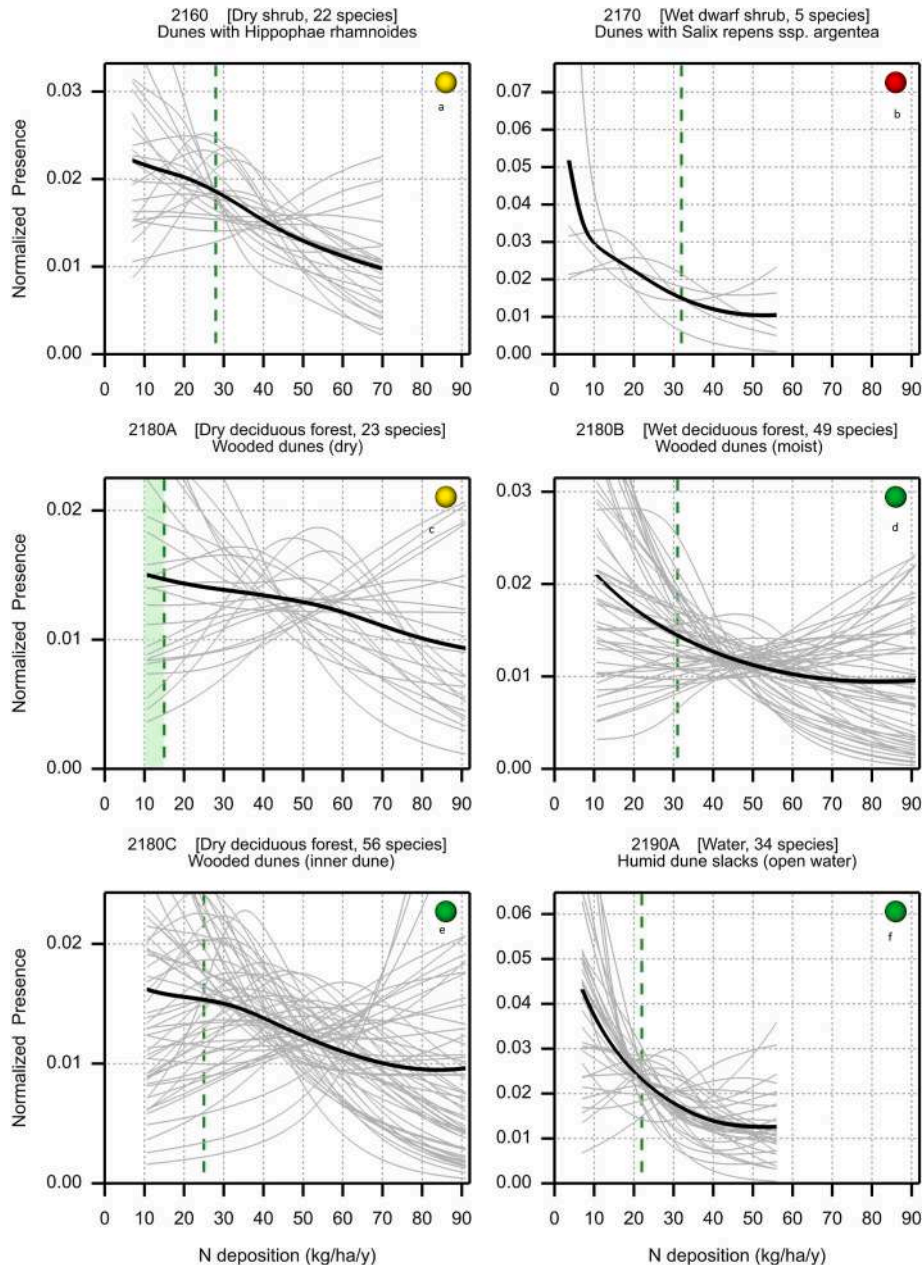 2160 [Dry shrub, 22 species]
Dunes with Hippophae rhamnoides
a
Normalized Presence
0.03
0.02
0.01
0.00
0 10 20 30 40 50 60 70 80 90
2170 [Wet dwarf shrub, 5 species]
Dunes with Salix repens ssp. argentea
b
0.07
0.06
0.05
0.04
0.03
0.02
0.01
0.00
0 10 20 30 40 50 60 70 80 90
2180A [Dry deciduous forest, 23 species]
Wooded dunes (dry)
c
Normalized Presence
0.02
0.01
0.00
0 10 20 30 40 50 60 70 80 90
2180B [Wet deciduous forest, 49 species]
Wooded dunes (moist)
d
0.03
0.02
0.01
0.00
0 10 20 30 40 50 60 70 80 90
2180C [Dry deciduous forest, 56 species]
Wooded dunes (inner dune)
e
Normalized Presence
0.02
0.01
0.00
0 10 20 30 40 50 60 70 80 90
N deposition (kg/ha/y)
2190A [Water, 34 species]
Humid dune slacks (open water)
f
0.06
0.05
0.04
0.03
0.02
0.01
0.00
0 10 20 30 40 50 60 70 80 90
N deposition (kg/ha/y)